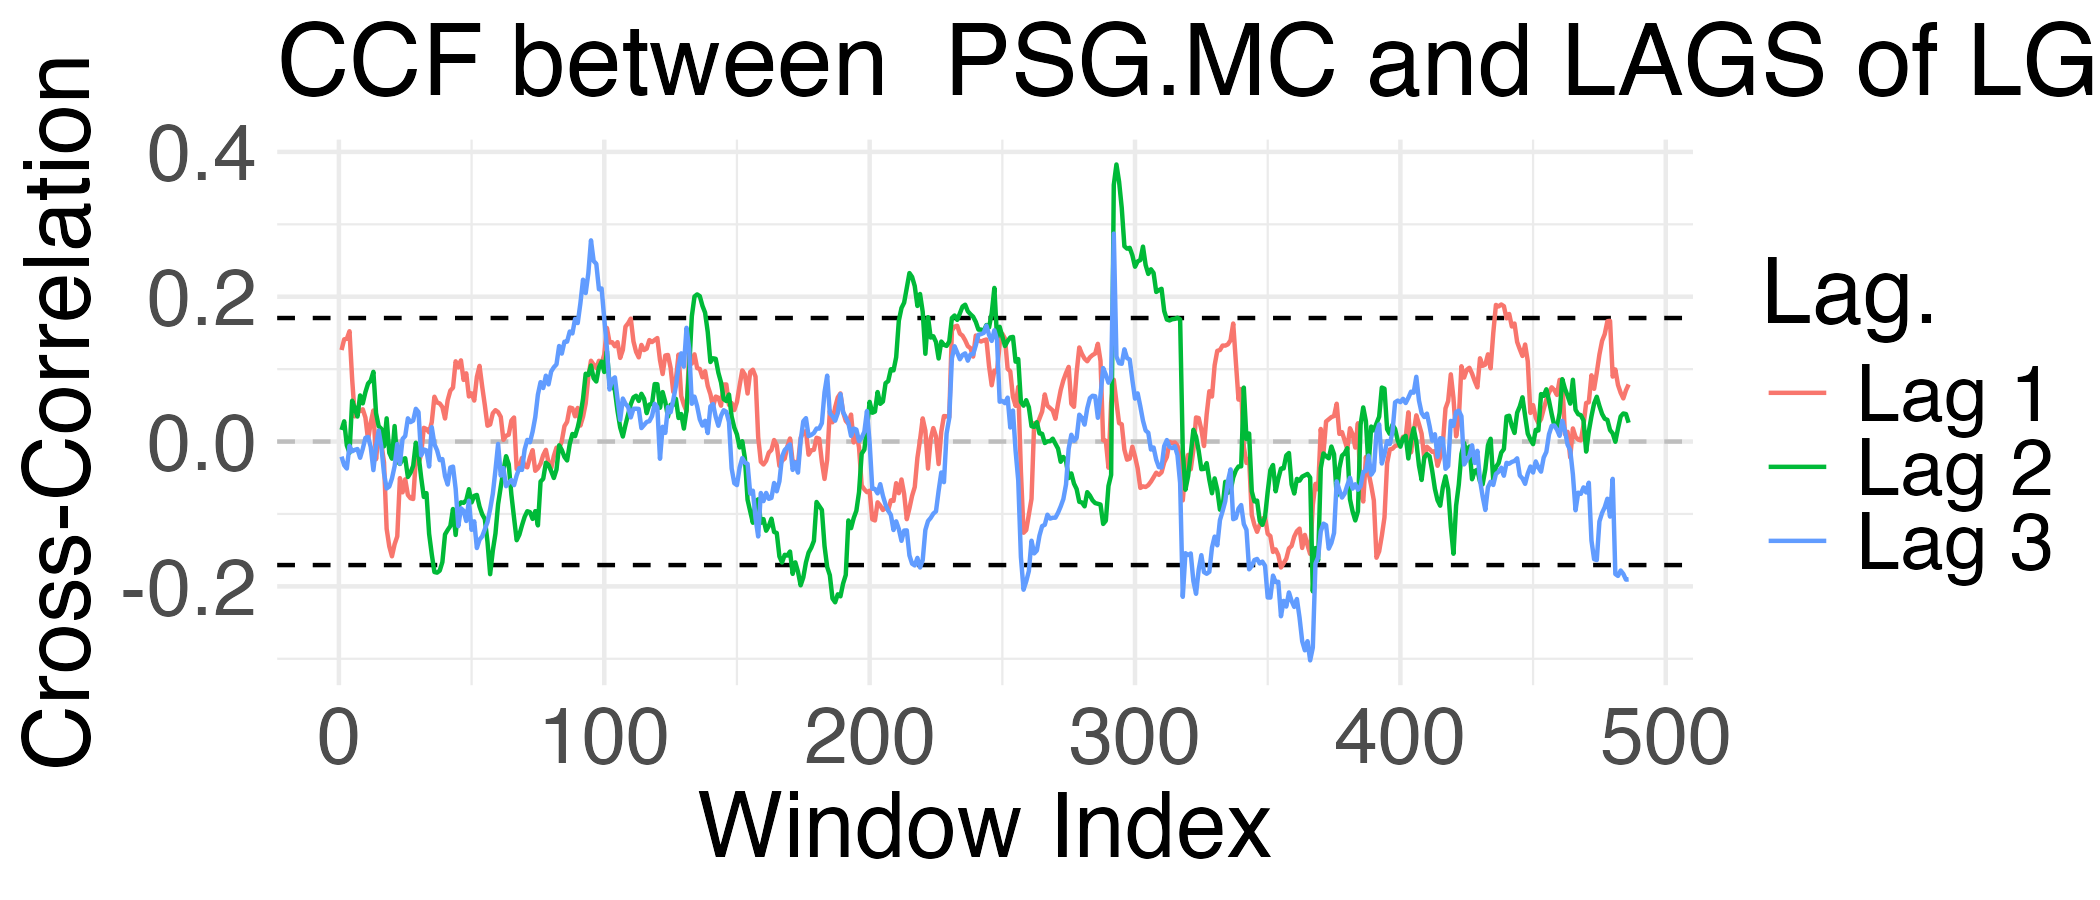 CCF between  PSG.MC and LAGS of LG
Cross-Correlation
0.4
0.2
0.0
-0.2
0
100
200
300
400
500
Window Index
Lag.
Lag 1
Lag 2
Lag 3